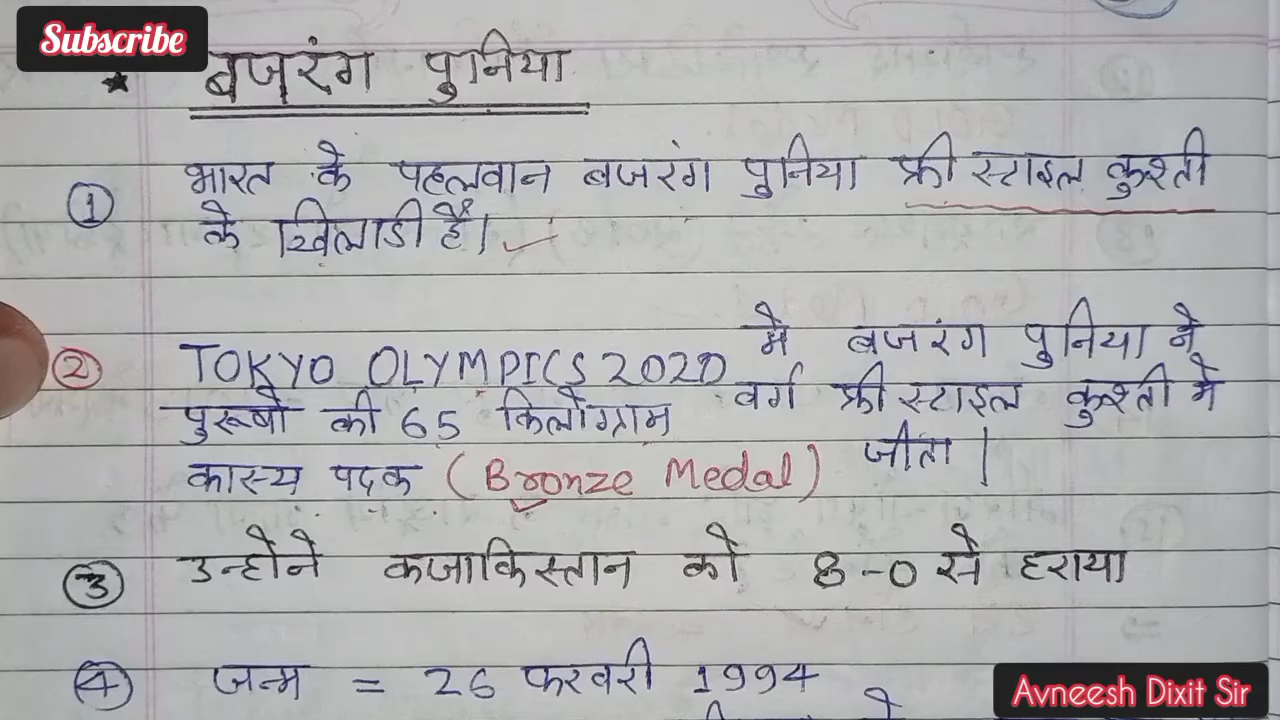 Subscribe
* बजरंग पुनिया
① भारत के पहलवान बजरंग पुनिया फ्री स्टाइल कुश्ती
के खिलाडी है।
② TOKYO OLYMPICS 2020 मे बजरंग पुनिया ने
पुरूषो की 65 किलोग्राम वर्ग फ्री स्टाइल कुश्ती मे
कास्य पदक (Bronze Medal) जीता |
③ उन्होने कजाकिस्तान को 8-0 से हराया
④ जन्म = 26 फरवरी 1994
Avneesh Dixit Sir